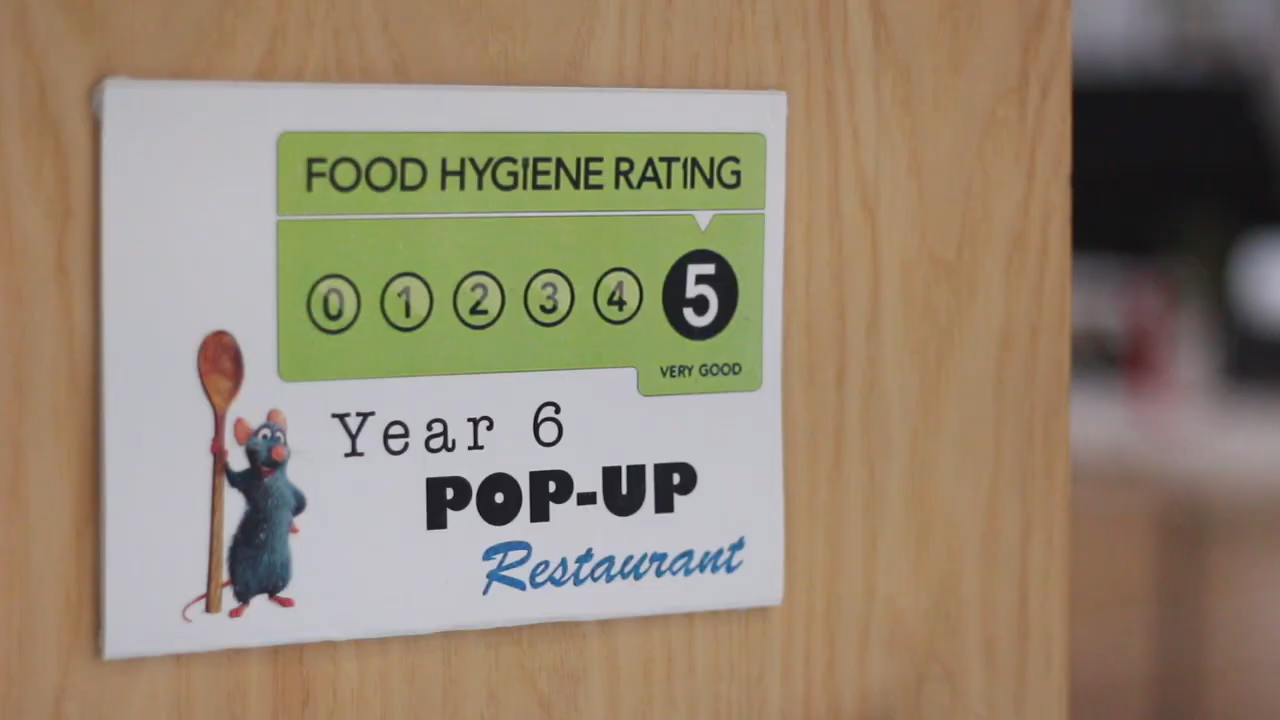 FOOD HYGIENE RATING
0 1 2 3 4 5
VERY GOOD
Year 6
POP-UP
Restaurant